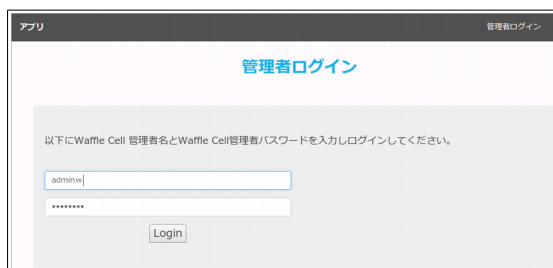 アプリ 管理者ログイン
管理者ログイン
以下にWaffle Cell 管理者名とWaffle Cell管理者パスワードを入力しログインしてください。
adminw
••••••••
Login